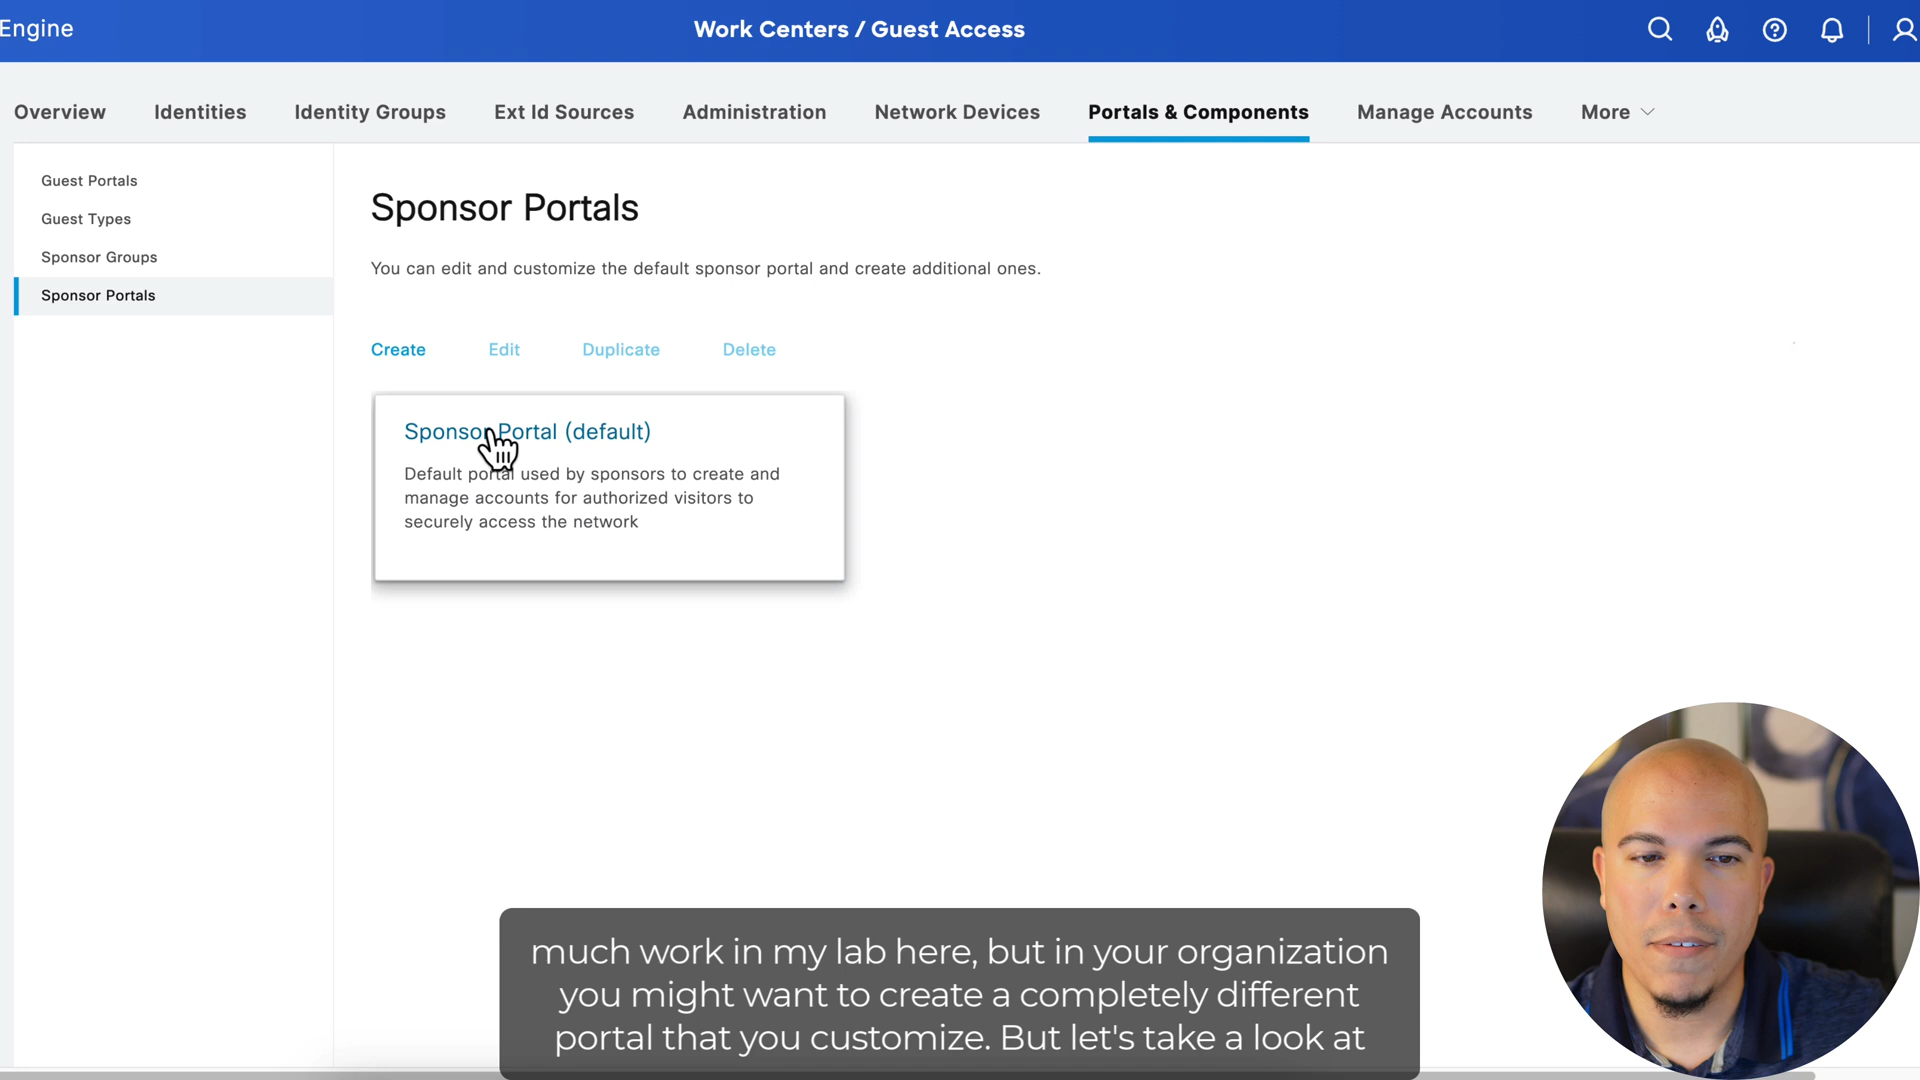 Engine
Work Centers / Guest Access
Overview
Identities
Identity Groups
Ext Id Sources
Administration
Network Devices
Portals & Components
Manage Accounts
More
Guest Portals
Guest Types
Sponsor Groups
Sponsor Portals
Sponsor Portals
You can edit and customize the default sponsor portal and create additional ones.
Create
Edit
Duplicate
Delete
Sponsor Portal (default)
Default portal used by sponsors to create and
manage accounts for authorized visitors to
securely access the network
much work in my lab here, but in your organization
you might want to create a completely different
portal that you customize. But let's take a look at